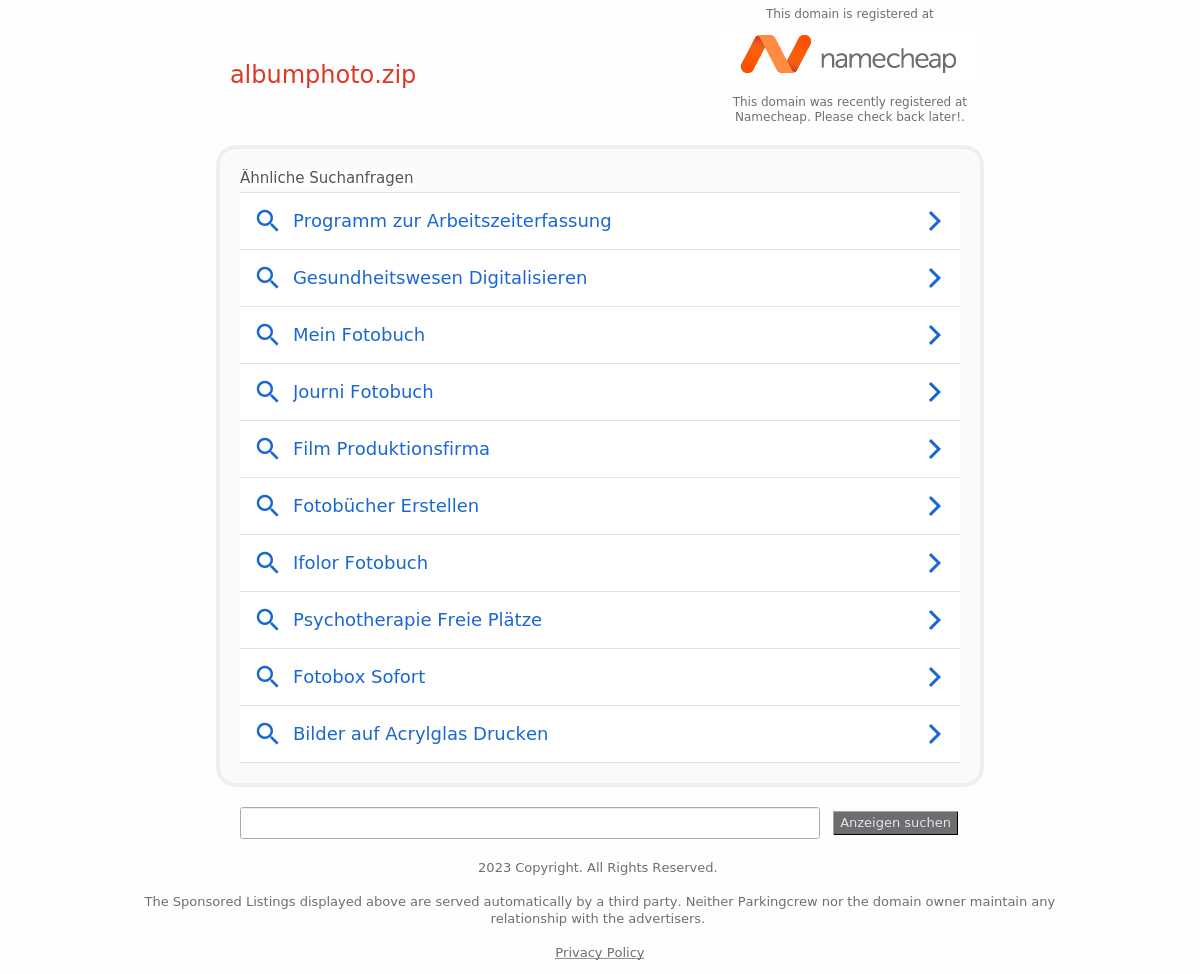 This domain is registered at
namecheap
albumphoto.zip
This domain was recently registered at
Namecheap. Please check back later!.
Ähnliche Suchanfragen
Programm zur Arbeitszeiterfassung
Gesundheitswesen Digitalisieren
Mein Fotobuch
Journi Fotobuch
Film Produktionsfirma
Fotobücher Erstellen
Ifolor Fotobuch
Psychotherapie Freie Plätze
Fotobox Sofort
Bilder auf Acrylglas Drucken
Anzeigen suchen
2023 Copyright. All Rights Reserved.
The Sponsored Listings displayed above are served automatically by a third party. Neither Parkingcrew nor the domain owner maintain any
relationship with the advertisers.
Privacy Policy